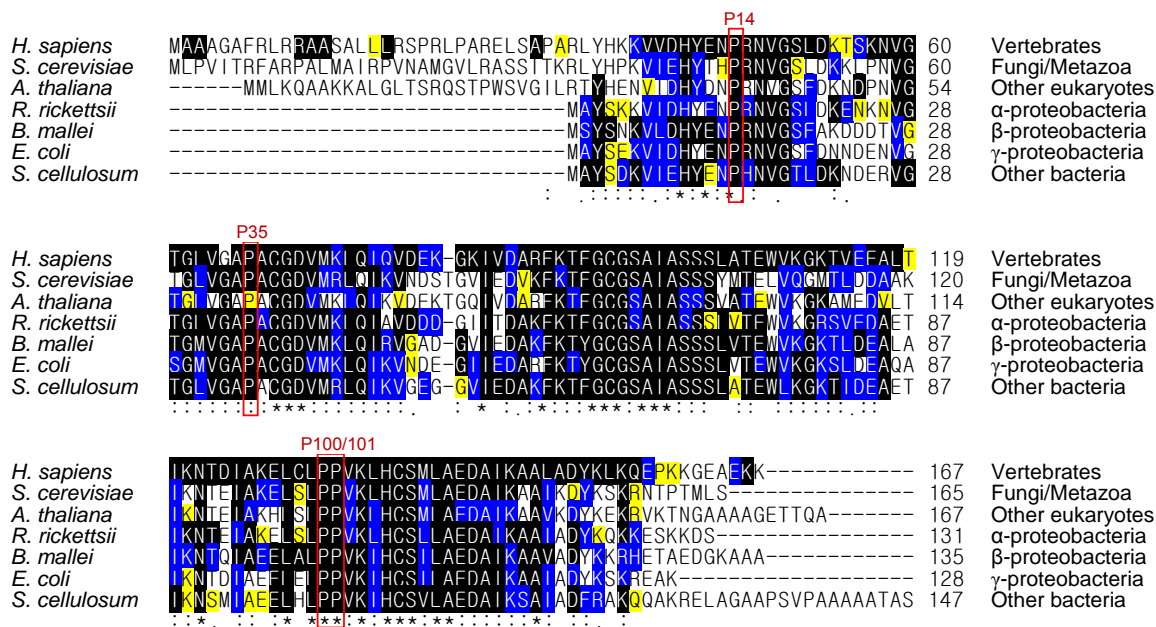 P14
H. sapiens MAAAGAFRLRRAASALLLRSPRLPARELSAPARLYHKKVVDHYENPRNVGSLDKTSKNVG 60 Vertebrates
S. cerevisiae MLPVITRFARPALMAIRPVNAMGVLRASSITKRLYHPKVIEHYTHPRNVGSLDKKLPNVG 60 Fungi/Metazoa
A. thaliana ------MMLKQAAKKALGLTSRQSTPWSVGILRTYHENVIDHYDNPRNVGSFDKNDPNVG 54 Other eukaryotes
R. rickettsii --------------------------------MAYSKKVIDHYENPRNVGSLDKENKNVG 28 α-proteobacteria
B. mallei --------------------------------MSYSNKVLDHYENPRNVGSFAKDDDTVG 28 β-proteobacteria
E. coli --------------------------------MAYSEKVIDHYENPRNVGSFDNNDENVG 28 γ-proteobacteria
S. cellulosum --------------------------------MAYSDKVIEHYENPHNVGTLDKNDERVG 28 Other bacteria
: .::: :*:* *. : :.
P35
H. sapiens TGLVGAPACGDVMKLQIQVDEK-GKIVDARFKTFGCGSAIASSSLATEWVKGKTVEEALT 119 Vertebrates
S. cerevisiae TGLVGAPACGDVMRLQIKVNDSTGVIEDVKFKTFGCGSAIASSSYMTELVQGMTLDDAAK 120 Fungi/Metazoa
A. thaliana TGLVGAPACGDVMKLQIKVDEKTGQIVDARFKTFGCGSAIASSSVATEWVKGKAMEDVLT 114 Other eukaryotes
R. rickettsii TGLVGAPACGDVMKLQIAVDDD-GIITDAKFKTFGCGSAIASSSLVTEWVKGRSVEDAET 87 α-proteobacteria
B. mallei TGMVGAPACGDVMKLQIRVGAD-GVIEDAKFKTYGCGSAIASSSLVTEWVKGKTLDEALA 87 β-proteobacteria
E. coli SGMVGAPACGDVMKLQIKVNDE-GIIEDARFKTYGCGSAIASSSLVTEWVKGKSLDEAQA 87 γ-proteobacteria
S. cellulosum TGLVGAPACGDVMRLQIKVGEG-GVIEDAKFKTFGCGSAIASSSLATEWLKGKTIDEAET 87 Other bacteria
::::::::***:::::::. .: * :: :*::::***:***:::. :: :::::::.::
P100/101
H. sapiens IKNTDIAKELCLPPVKLHCSMLAEDAIKAALADYKLKQEPKKGEAEKK------------ 167 Vertebrates
S. cerevisiae IKNTEIAKELSLPPVKLHCSMLAEDAIKAAIKDYKSKRNTPTMLS--------------- 165 Fungi/Metazoa
A. thaliana IKNTEIAKHLSLPPVKLHCSMLAEDAIKAAVKDYKEKRVKTNGAAAAGETTQA------- 167 Other eukaryotes
R. rickettsii IKNTEIAKELSLPPVKLHCSLLAEDAIKAAIADYKQKKESKKDS---------------- 131 α-proteobacteria
B. mallei IKNTQIAEELALPPVKIHCSILAEDAIKAAVADYKKRHETAEDGKAAA------------ 135 β-proteobacteria
E. coli IKNTDIAEELELPPVKIHCSILAEDAIKAAIADYKSKREAK------------------- 128 γ-proteobacteria
S. cellulosum IKNSMIAEELHLPPVKIHCSVLAEDAIKSAIADFRAKQQAKRELAGAAPSVPAAAAATAS 147 Other bacteria
::*. ::: * ***:*:***:**::::*: :. :